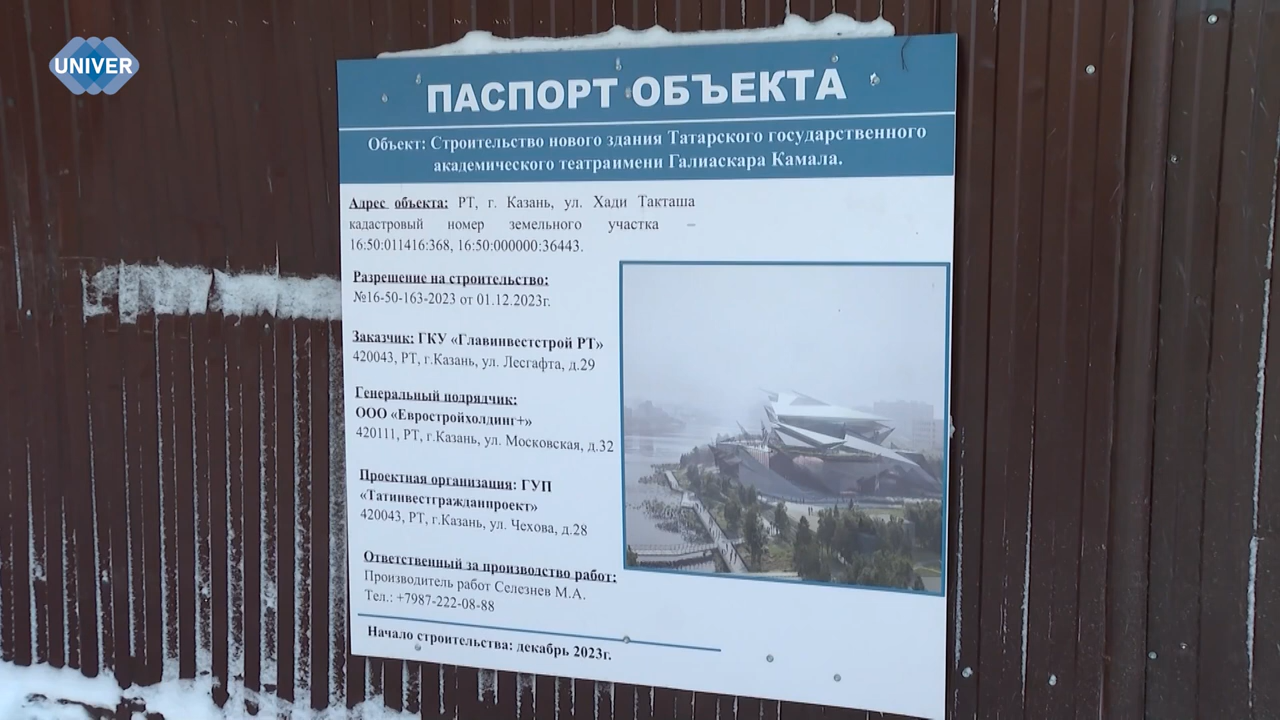 UNIVER
ПАСПОРТ ОБЪЕКТА
Объект: Строительство нового здания Татарского государственного
академического театраимени Галиаскара Камала.
Адрес объекта: РТ, г. Казань, ул. Хади Такташа
кадастровый номер земельного участка –
16:50:011416:368, 16:50:000000:36443.
Разрешение на строительство:
№16-50-163-2023 от 01.12.2023г.
Заказчик: ГКУ «Главинвестстрой РТ»
420043, РТ, г.Казань, ул. Лесгафта, д.29
Генеральный подрядчик:
ООО «Евростройхолдинг+»
420111, РТ, г.Казань, ул. Московская, д.32
Проектная организация: ГУП
«Татинвестгражданпроект»
420043, РТ, г.Казань, ул. Чехова, д.28
Ответственный за производство работ:
Производитель работ Селезнев М.А.
Тел.: +7987-222-08-88
Начало строительства: декабрь 2023г.